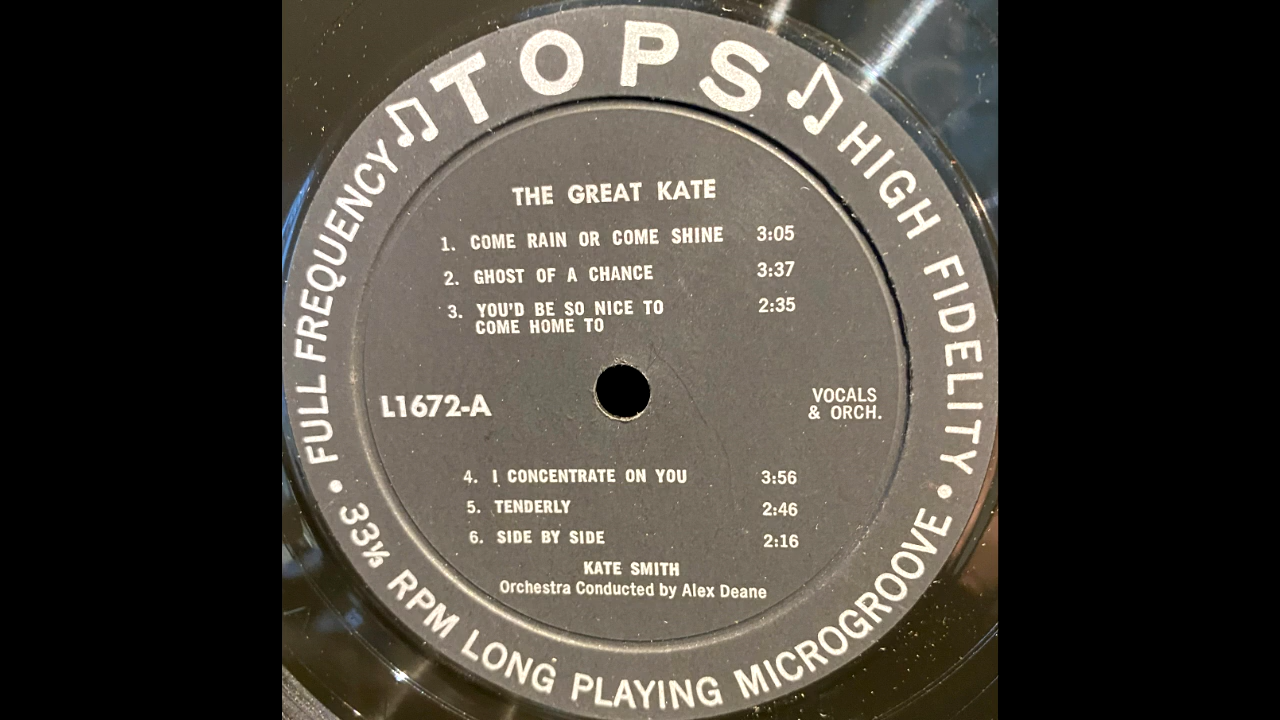 ♫ TOPS ♫
FULL FREQUENCY
HIGH FIDELITY
THE GREAT KATE
1. COME RAIN OR COME SHINE 3:05
2. GHOST OF A CHANCE 3:37
3. YOU'D BE SO NICE TO 2:35
COME HOME TO
L1672-A
VOCALS
& ORCH.
4. I CONCENTRATE ON YOU 3:56
5. TENDERLY 2:46
6. SIDE BY SIDE 2:16
KATE SMITH
Orchestra Conducted by Alex Deane
• 33⅓ RPM LONG PLAYING MICROGROOVE •